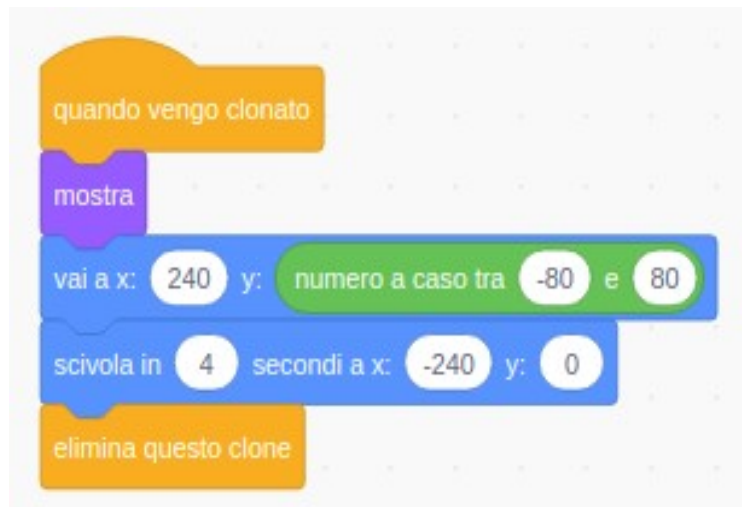 quando vengo clonato
mostra
vai a x: 240 y: numero a caso tra -80 e 80
scivola in 4 secondi a x: -240 y: 0
elimina questo clone